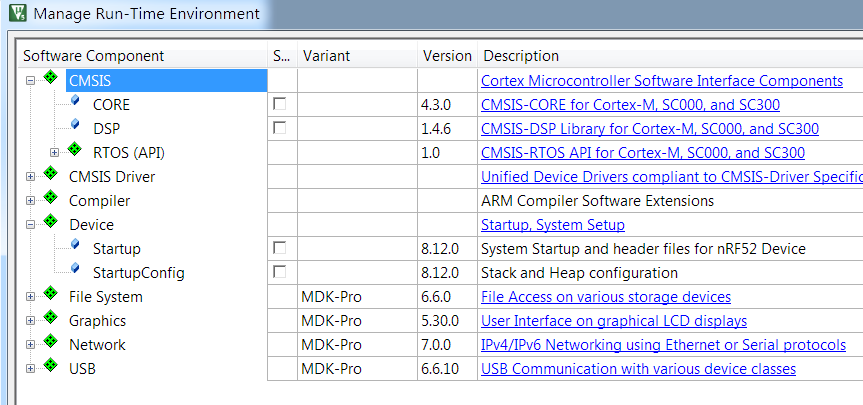 Manage Run-Time Environment
Software Component S... Variant Version Description
CMSIS Cortex Microcontroller Software Interface Components
CORE 4.3.0 CMSIS-CORE for Cortex-M, SC000, and SC300
DSP 1.4.6 CMSIS-DSP Library for Cortex-M, SC000, and SC300
RTOS (API) 1.0 CMSIS-RTOS API for Cortex-M, SC000, and SC300
CMSIS Driver Unified Device Drivers compliant to CMSIS-Driver Specific
Compiler ARM Compiler Software Extensions
Device Startup, System Setup
Startup 8.12.0 System Startup and header files for nRF52 Device
StartupConfig 8.12.0 Stack and Heap configuration
File System MDK-Pro 6.6.0 File Access on various storage devices
Graphics MDK-Pro 5.30.0 User Interface on graphical LCD displays
Network MDK-Pro 7.0.0 IPv4/IPv6 Networking using Ethernet or Serial protocols
USB MDK-Pro 6.6.10 USB Communication with various device classes